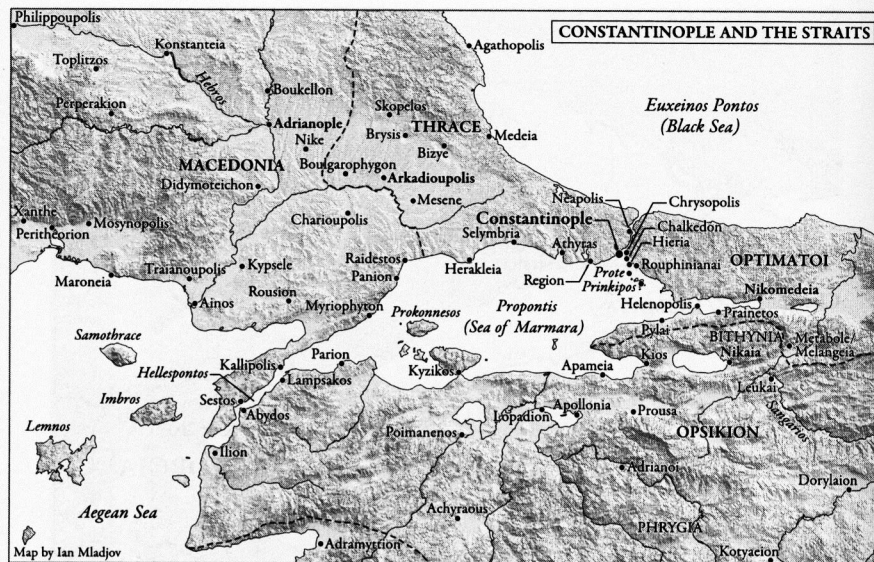 CONSTANTINOPLE AND THE STRAITS
Philippoupolis
Konstanteia
Toplitzos
Agathopolis
Hebros
Boukellon
Perperakion
Skopelos
Euxeinos Pontos
(Black Sea)
Adrianople
THRACE
Nike
Brysis
Medeia
Bizye
MACEDONIA
Boulgarophygon
Didymoteichon
Arkadioupolis
Mesene
Neapolis
Chrysopolis
Xanthe
Mosynopolis
Charioupolis
Constantinople
Chalkedon
Peritheorion
Selymbria
Athyras
Hieria
Rouphinianai
OPTIMATOI
Maroneia
Traianoupolis
Kypsele
Raidestos
Panion
Herakleia
Region
Prote
Prinkipos
Ainos
Rousion
Myriophyton
Prokonnesos
Propontis
(Sea of Marmara)
Helenopolis
Nikomedeia
Prainetos
Pylai
Samothrace
BITHYNIA
Metabole/
Melangeia
Kallipolis
Parion
Kyzikos
Kios
Nikaia
Hellespontos
Lampsakos
Apameia
Leukai
Imbros
Sestos
Abydos
Lopadion
Apollonia
Prousa
Sangarios
Lemnos
Poimanenos
OPSIKION
Ilion
Adrianoi
Dorylaion
Aegean Sea
Achyraous
PHRYGIA
Map by Ian Mladjov
Adramyttion
Kotyaeion